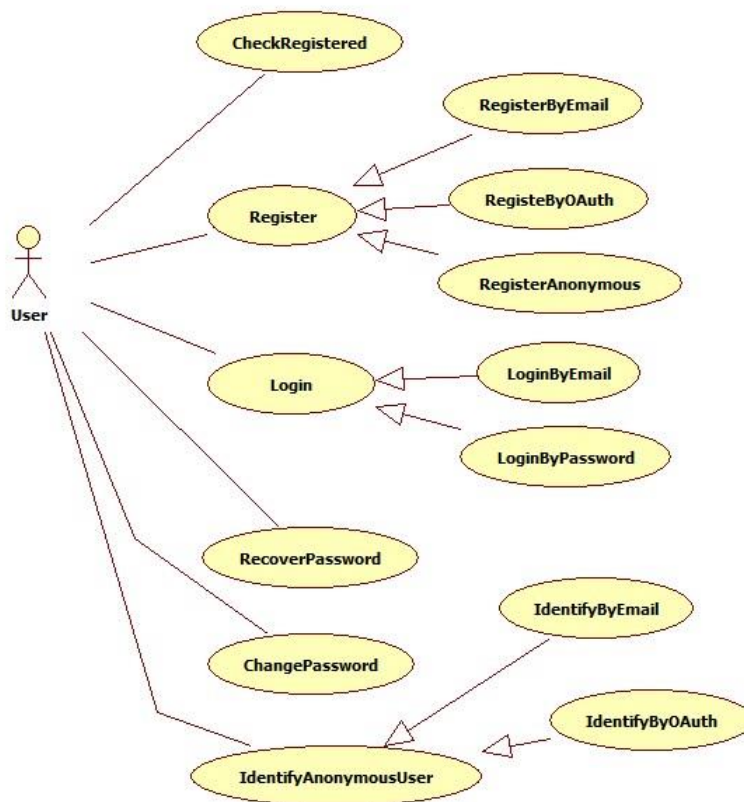 CheckRegistered
RegisterByEmail
RegisteByOAuth
Register
RegisterAnonymous
User
LoginByEmail
Login
LoginByPassword
RecoverPassword
IdentifyByEmail
ChangePassword
IdentifyByOAuth
IdentifyAnonymousUser